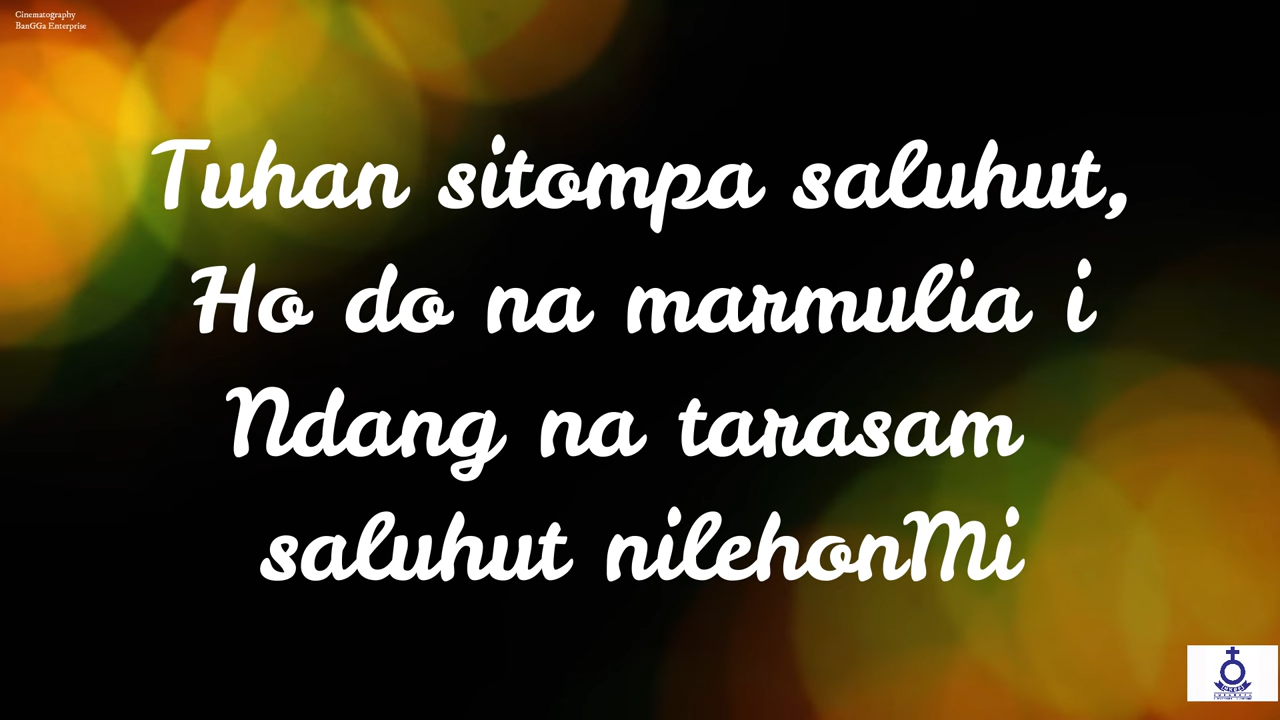 Cinematography
BanGGa Enterprise
Tuhan sitompa saluhut,
Ho do na marmulia i
Ndang na tarasam
saluhut nilehonMi